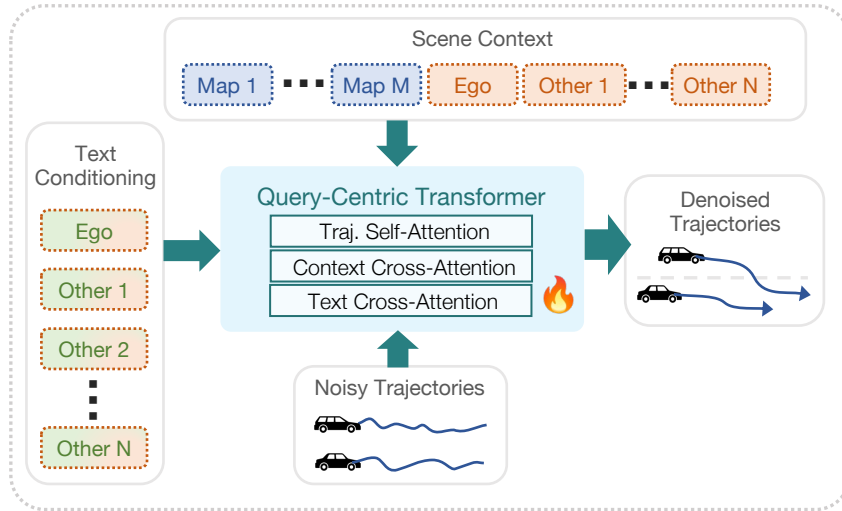 Scene Context
Map 1 Map M Ego Other 1 Other N
Text
Conditioning
Ego
Other 1
Other 2
Other N
Query-Centric Transformer
Traj. Self-Attention
Context Cross-Attention
Text Cross-Attention
Denoised
Trajectories
Noisy Trajectories